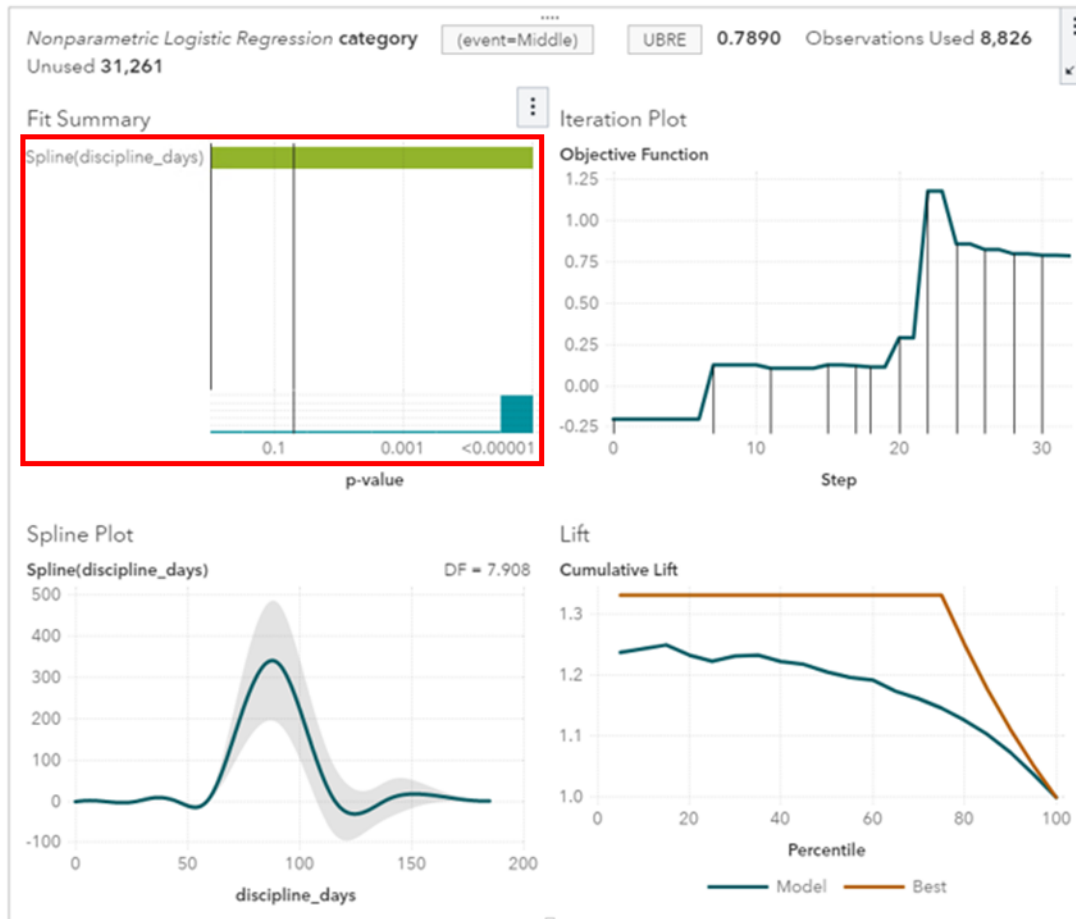 Nonparametric Logistic Regression category (event=Middle) UBRE 0.7890 Observations Used 8,826
Unused 31,261
Fit Summary
Spline(discipline_days)
0.1 0.001 <0.00001
p-value
Iteration Plot
Objective Function
1.25
1.00
0.75
0.50
0.25
0.00
-0.25
0 10 20 30
Step
Spline Plot
Spline(discipline_days) DF = 7.908
500
400
300
200
100
0
-100
0 50 100 150 200
discipline_days
Lift
Cumulative Lift
1.3
1.2
1.1
1.0
0 20 40 60 80 100
Percentile
Model Best